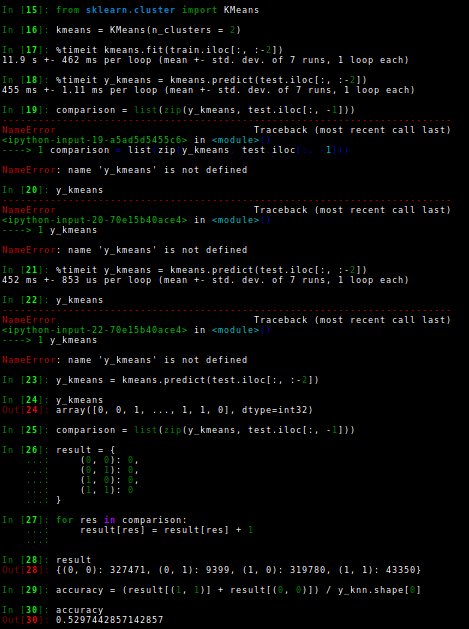 In [15]: from sklearn.cluster import KMeans
In [16]: kmeans = KMeans(n_clusters = 2)
In [17]: %timeit kmeans.fit(train.iloc[:, :-2])
11.9 s +- 462 ms per loop (mean +- std. dev. of 7 runs, 1 loop each)
In [18]: %timeit y_kmeans = kmeans.predict(test.iloc[:, :-2])
455 ms +- 1.11 ms per loop (mean +- std. dev. of 7 runs, 1 loop each)
In [19]: comparison = list(zip(y_kmeans, test.iloc[:, -1]))
NameError Traceback (most recent call last)
<ipython-input-19-a5ad5d5455c6> in <module>()
----> 1 comparison = list(zip(y_kmeans, test.iloc[:, -1]))
NameError: name 'y_kmeans' is not defined
In [20]: y_kmeans
NameError Traceback (most recent call last)
<ipython-input-20-70e15b40ace4> in <module>()
----> 1 y_kmeans
NameError: name 'y_kmeans' is not defined
In [21]: %timeit y_kmeans = kmeans.predict(test.iloc[:, :-2])
452 ms +- 853 us per loop (mean +- std. dev. of 7 runs, 1 loop each)
In [22]: y_kmeans
NameError Traceback (most recent call last)
<ipython-input-22-70e15b40ace4> in <module>()
----> 1 y_kmeans
NameError: name 'y_kmeans' is not defined
In [23]: y_kmeans = kmeans.predict(test.iloc[:, :-2])
In [24]: y_kmeans
Out[24]: array([0, 0, 1, ..., 1, 1, 0], dtype=int32)
In [25]: comparison = list(zip(y_kmeans, test.iloc[:, -1]))
In [26]: result = {
...: (0, 0): 0,
...: (0, 1): 0,
...: (1, 0): 0,
...: (1, 1): 0
...: }
In [27]: for res in comparison:
...: result[res] = result[res] + 1
...:
In [28]: result
Out[28]: {(0, 0): 327471, (0, 1): 9399, (1, 0): 319780, (1, 1): 43350}
In [29]: accuracy = (result[(1, 1)] + result[(0, 0)]) / y_knn.shape[0]
In [30]: accuracy
Out[30]: 0.5297442857142857